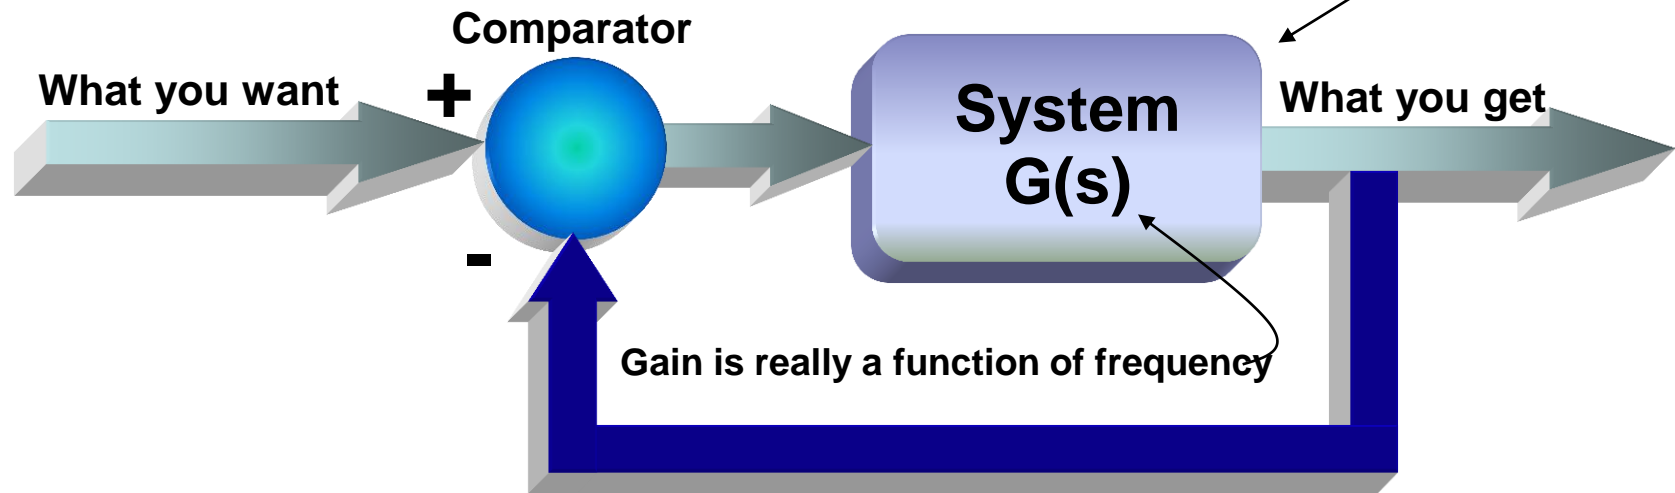 Comparator
What you want
+
System
G(s)
What you get
-
Gain is really a function of frequency